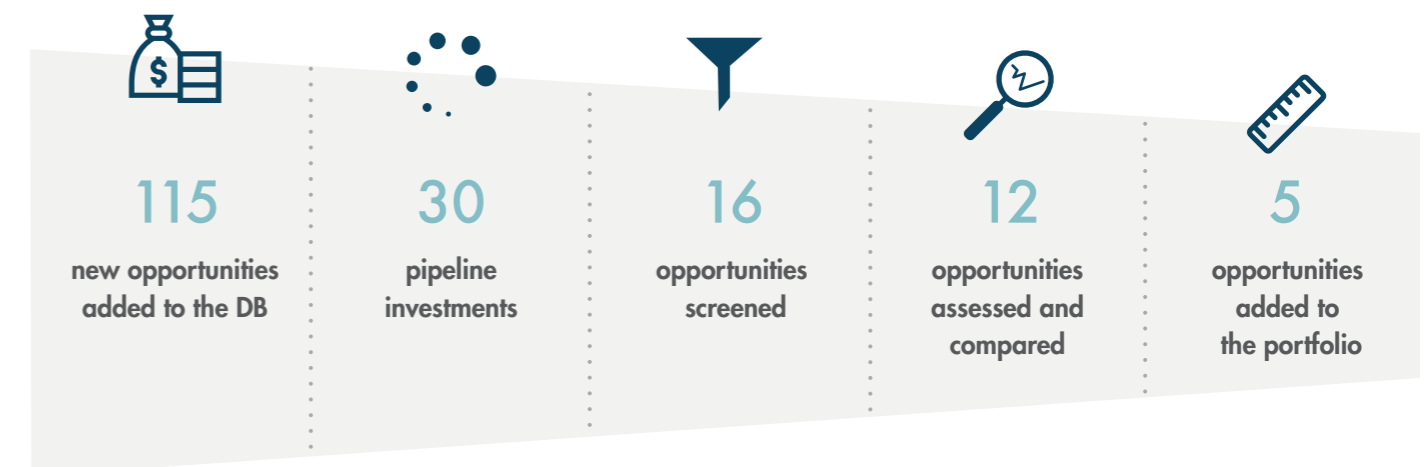 $
115
new opportunities
added to the DB
30
pipeline
investments
16
opportunities
screened
12
opportunities
assessed and
compared
5
opportunities
added to
the portfolio